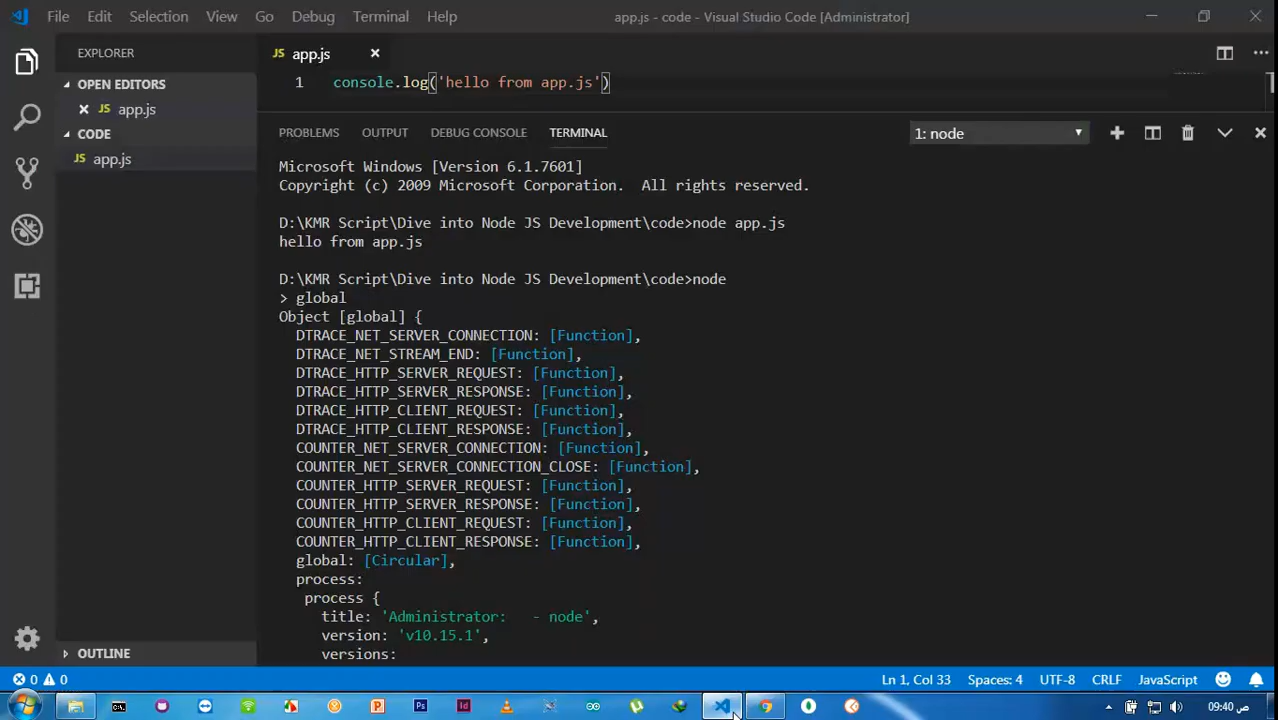 File Edit Selection View Go Debug Terminal Help
app.js - code - Visual Studio Code [Administrator]
EXPLORER
OPEN EDITORS
JS app.js
CODE
JS app.js
OUTLINE
JS app.js
1 console.log('hello from app.js')
PROBLEMS OUTPUT DEBUG CONSOLE TERMINAL
1: node
Microsoft Windows [Version 6.1.7601]
Copyright (c) 2009 Microsoft Corporation. All rights reserved.
D:\KMR Script\Dive into Node JS Development\code>node app.js
hello from app.js
D:\KMR Script\Dive into Node JS Development\code>node
> global
Object [global] {
DTRACE_NET_SERVER_CONNECTION: [Function],
DTRACE_NET_STREAM_END: [Function],
DTRACE_HTTP_SERVER_REQUEST: [Function],
DTRACE_HTTP_SERVER_RESPONSE: [Function],
DTRACE_HTTP_CLIENT_REQUEST: [Function],
DTRACE_HTTP_CLIENT_RESPONSE: [Function],
COUNTER_NET_SERVER_CONNECTION: [Function],
COUNTER_NET_SERVER_CONNECTION_CLOSE: [Function],
COUNTER_HTTP_SERVER_REQUEST: [Function],
COUNTER_HTTP_SERVER_RESPONSE: [Function],
COUNTER_HTTP_CLIENT_REQUEST: [Function],
COUNTER_HTTP_CLIENT_RESPONSE: [Function],
global: [Circular],
process:
process {
title: 'Administrator: - node',
version: 'v10.15.1',
versions:
0 0
Ln 1, Col 33 Spaces: 4 UTF-8 CRLF JavaScript
Ps Id
ص 09:40